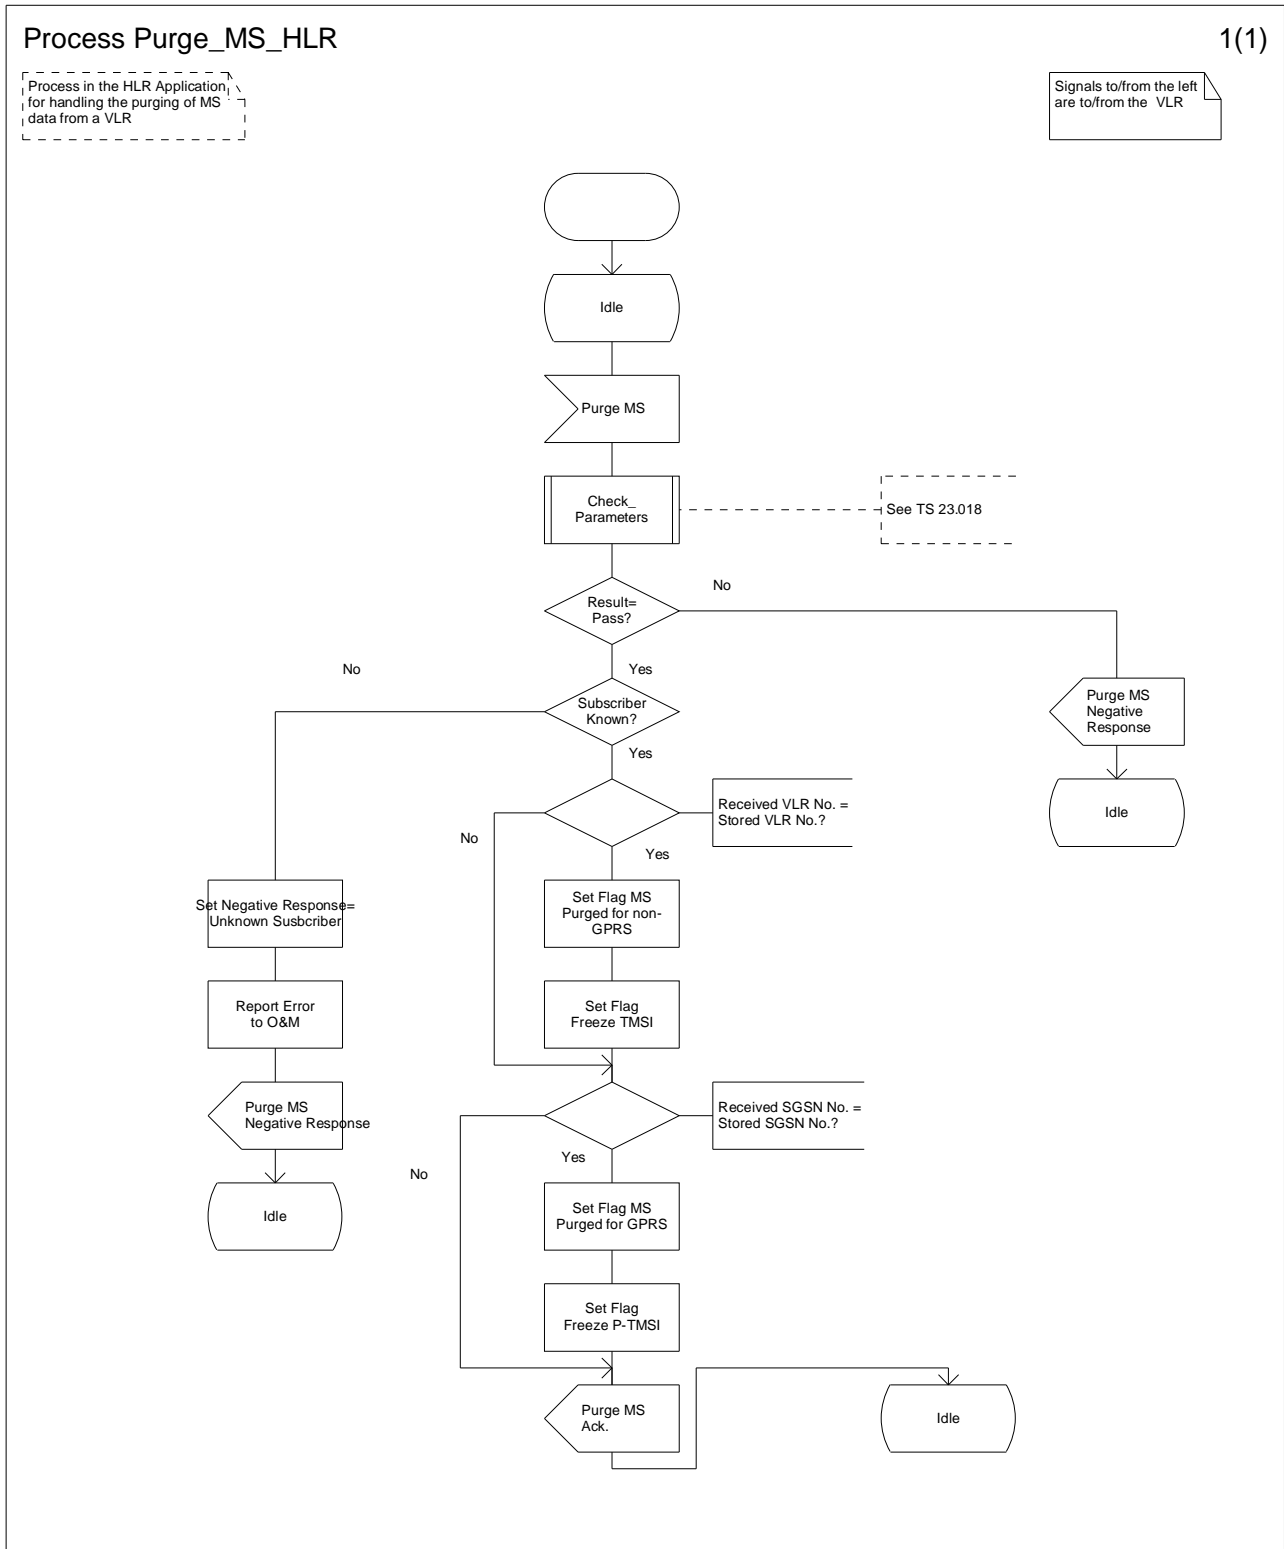 Process Purge_MS_HLR
1(1)
Process in the HLR Application
for handling the purging of MS
data from a VLR
Signals to/from the left
are to/from the VLR
Idle
Purge MS
Check_
Parameters
See TS 23.018
Result=
Pass?
No
Yes
No
Subscriber
Known?
Yes
Purge MS
Negative
Response
Idle
Received VLR No. =
Stored VLR No.?
No
Yes
Set Negative Response=
Unknown Susbcriber
Set Flag MS
Purged for non-
GPRS
Report Error
to O&M
Set Flag
Freeze TMSI
Purge MS
Negative Response
Received SGSN No. =
Stored SGSN No.?
No
Yes
Idle
Set Flag MS
Purged for GPRS
Set Flag
Freeze P-TMSI
Purge MS
Ack.
Idle